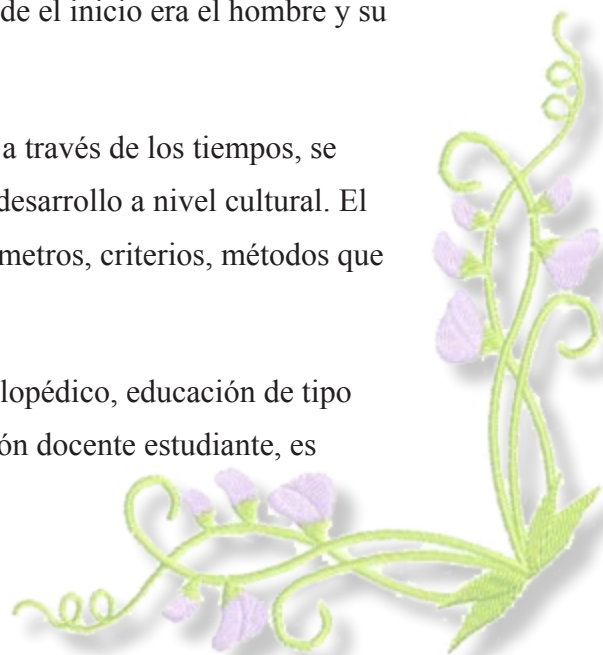 de el inicio era el hombre y su
a través de los tiempos, se
desarrollo a nivel cultural. El
metros, criterios, métodos que
lopédico, educación de tipo
ón docente estudiante, es